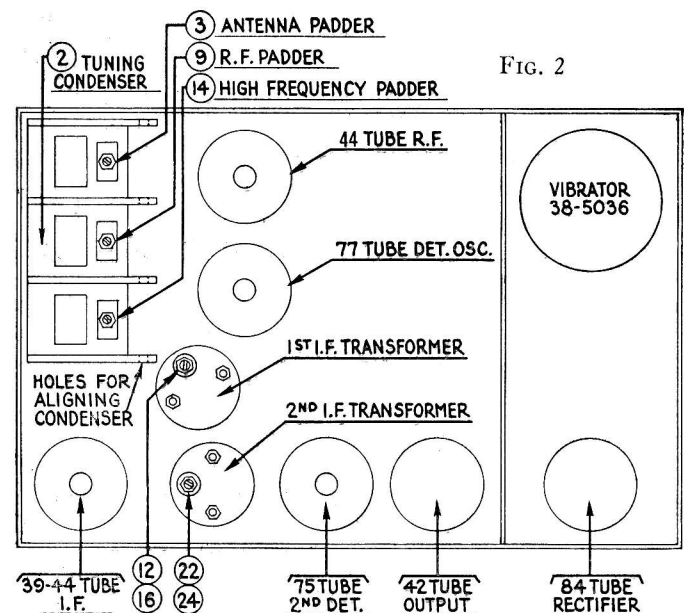 3 ANTENNA PADDER
2 TUNING
CONDENSER
9 R.F. PADDER
14 HIGH FREQUENCY PADDER
FIG. 2
44 TUBE R.F.
VIBRATOR
38-5036
77 TUBE DET. OSC.
1ST I.F. TRANSFORMER
HOLES FOR
ALIGNING
CONDENSER
2ND I.F. TRANSFORMER
39-44 TUBE
I.F.
12
16
22
24
75 TUBE
2ND DET.
42 TUBE
OUTPUT
84 TUBE
RECTIFIER